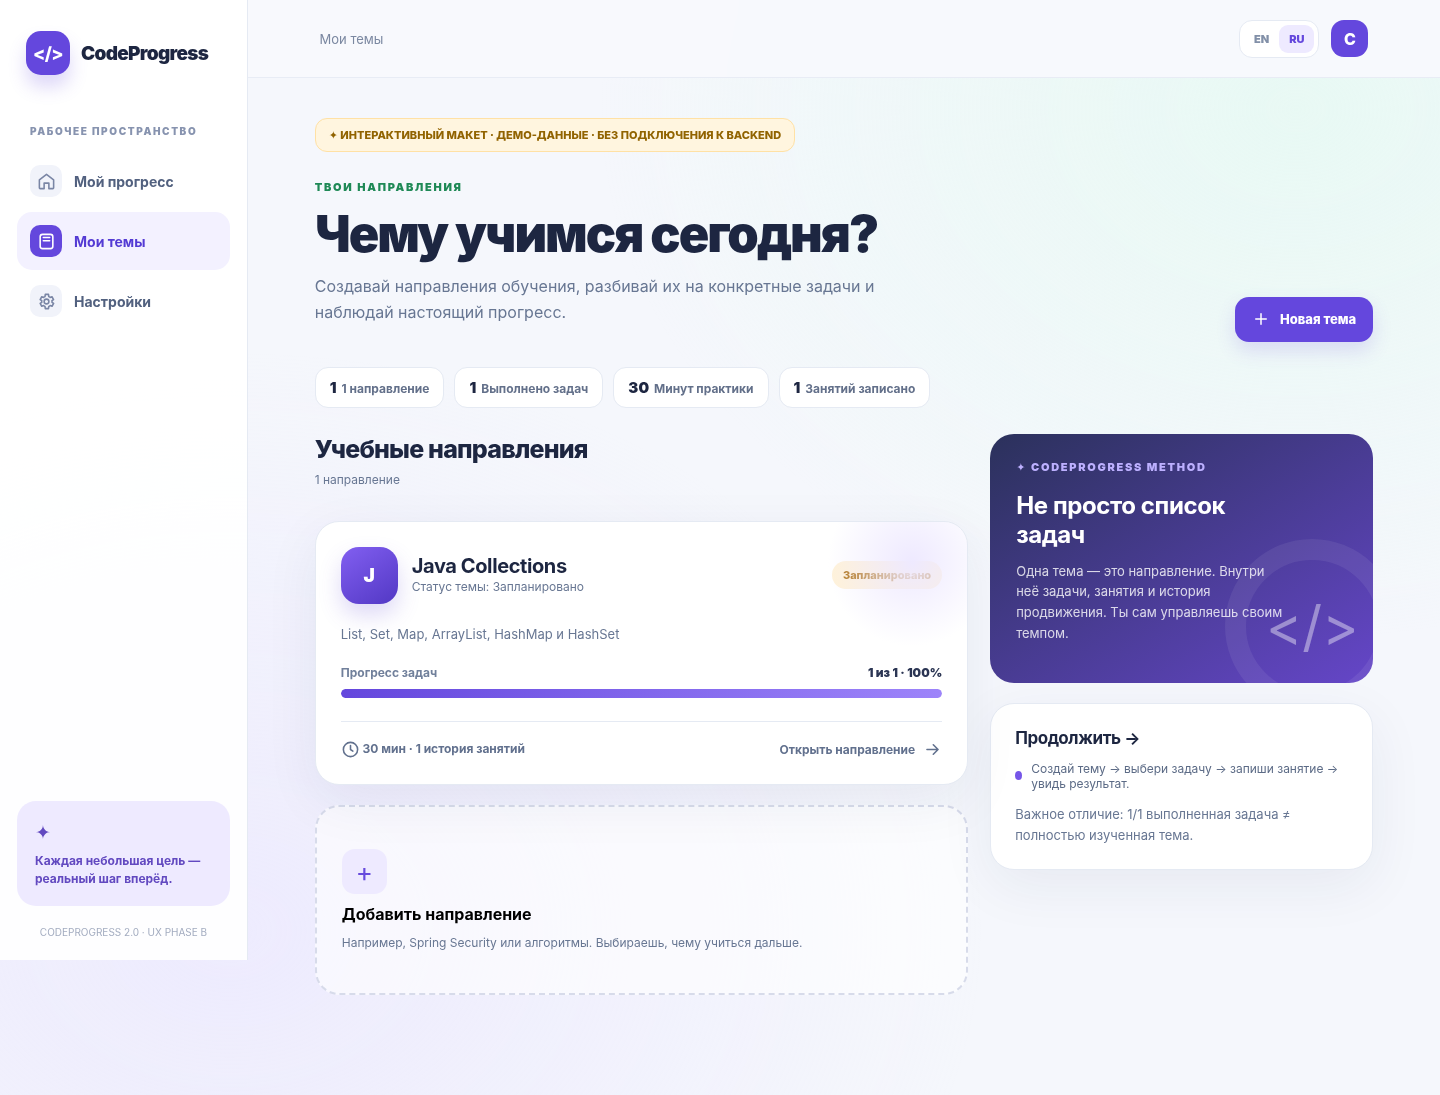 </> CodeProgress
РАБОЧЕЕ ПРОСТРАНСТВО
Мой прогресс
Мои темы
Настройки
✦
Каждая небольшая цель —
реальный шаг вперёд.
CODEPROGRESS 2.0 · UX PHASE B
Мои темы
EN RU C
✦ ИНТЕРАКТИВНЫЙ МАКЕТ · ДЕМО-ДАННЫЕ · БЕЗ ПОДКЛЮЧЕНИЯ К BACKEND
ТВОИ НАПРАВЛЕНИЯ
Чему учимся сегодня?
Создавай направления обучения, разбивай их на конкретные задачи и
наблюдай настоящий прогресс.
+ Новая тема
1 1 направление
1 Выполнено задач
30 Минут практики
1 Занятий записано
Учебные направления
1 направление
J
Java Collections
Статус темы: Запланировано
Запланировано
List, Set, Map, ArrayList, HashMap и HashSet
Прогресс задач
1 из 1 · 100%
30 мин · 1 история занятий
Открыть направление →
+
Добавить направление
Например, Spring Security или алгоритмы. Выбираешь, чему учиться дальше.
✦ CODEPROGRESS METHOD
Не просто список
задач
Одна тема — это направление. Внутри
неё задачи, занятия и история
продвижения. Ты сам управляешь своим
темпом.
</>
Продолжить →
Создай тему → выбери задачу → запиши занятие →
увидь результат.
Важное отличие: 1/1 выполненная задача ≠
полностью изученная тема.